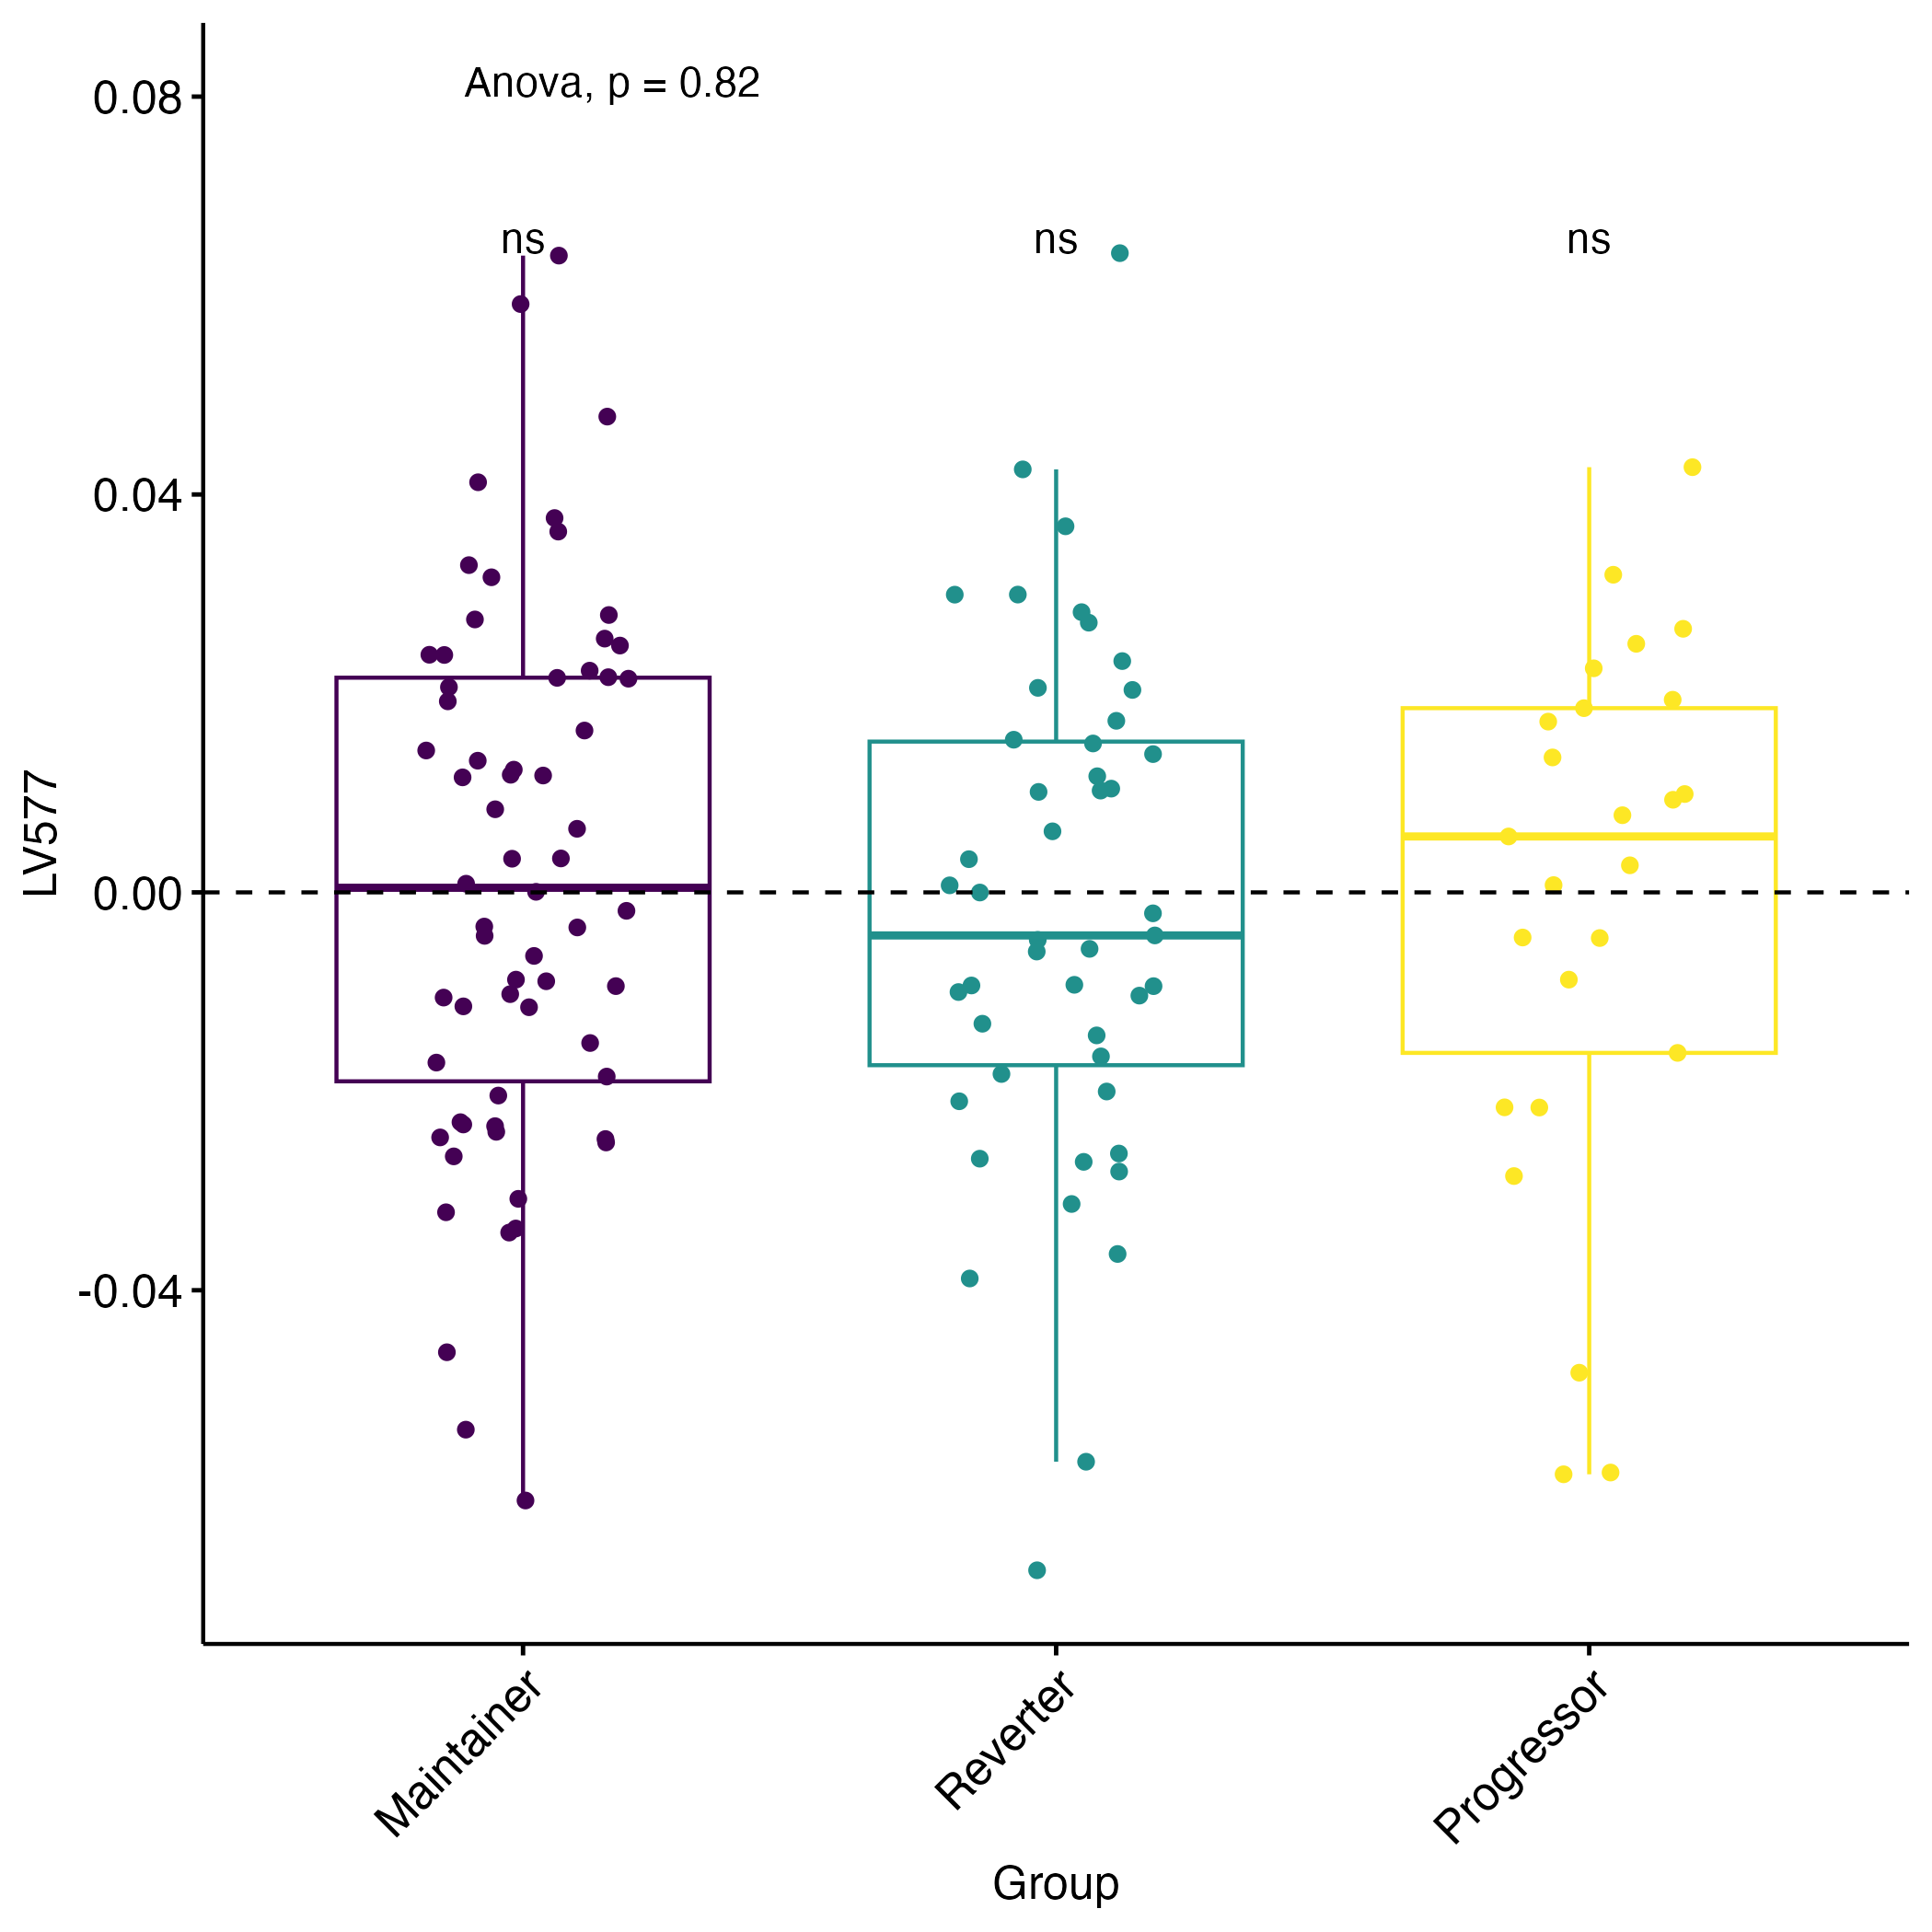 Anova, p = 0.82
0.08
ns ns ns
0.04
LV577
0.00
-0.04
Maintainer
Reverter
Progressor
Group